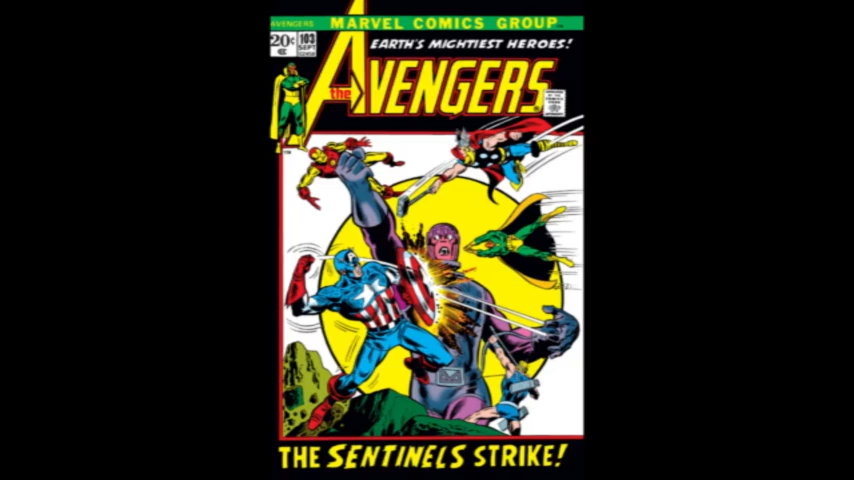 AVENGERS
MARVEL COMICS GROUP
20¢
103
SEPT
EARTH'S MIGHTIEST HEROES!
the AVENGERS
THE SENTINELS STRIKE!